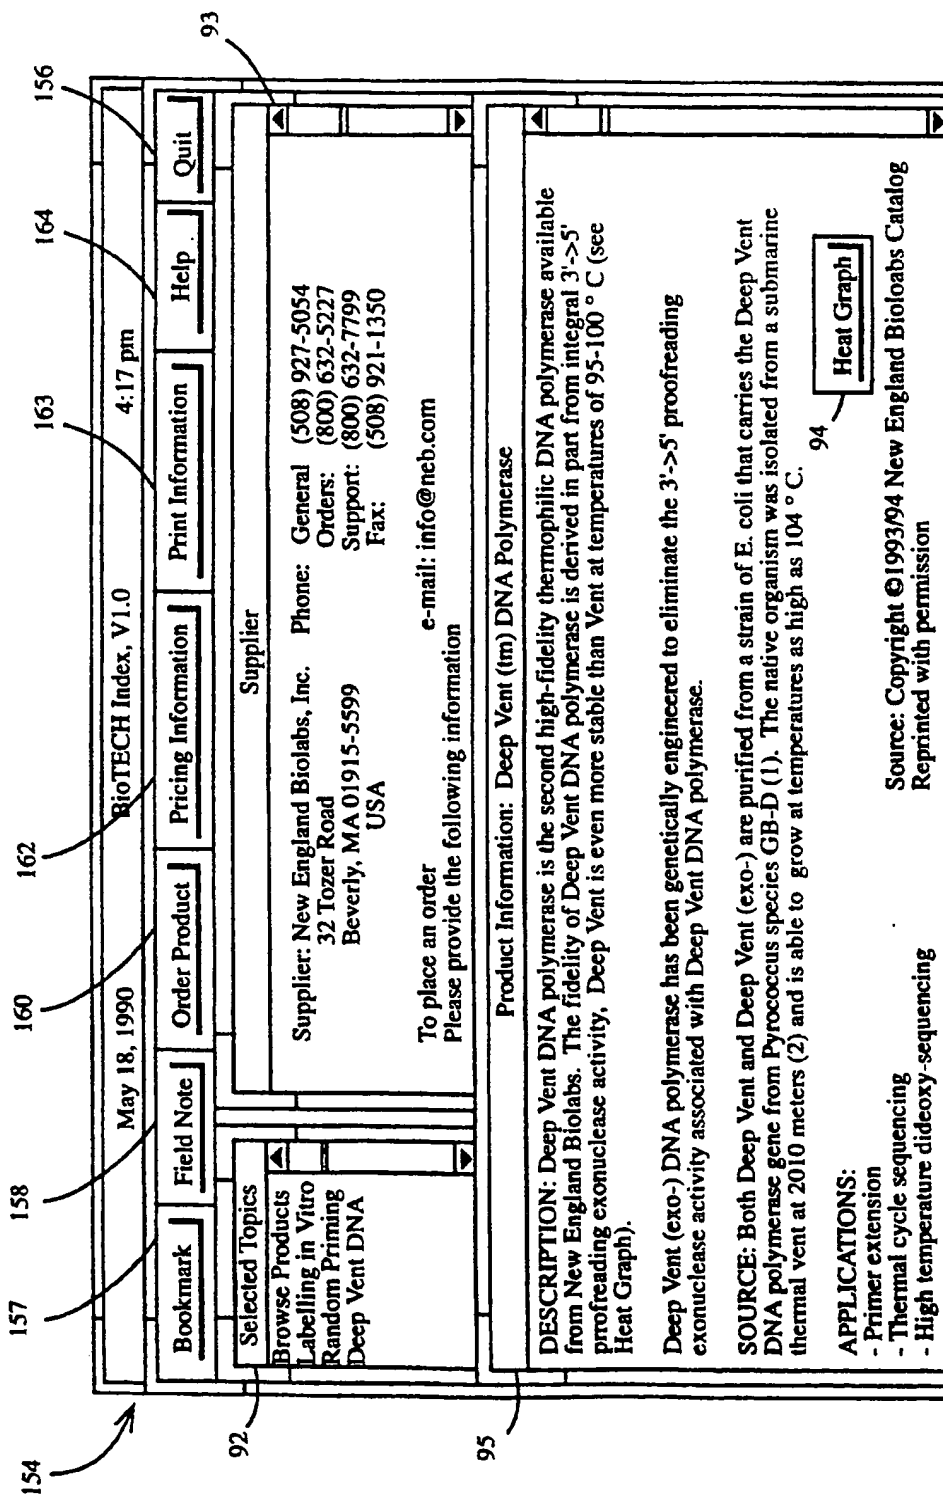 154
157
158
160
162
163
164
156
May 18, 1990
BioTECH Index, V1.0
4:17 pm
Bookmark
Field Note
Order Product
Pricing Information
Print Information
Help
Quit
92
Selected Topics
Browse Products
Labelling in Vitro
Random Priming
Deep Vent DNA
93
Supplier
Supplier: New England Biolabs, Inc. Phone: General (508) 927-5054
32 Tozer Road Orders: (800) 632-5227
Beverly, MA 01915-5599 Support: (800) 632-7799
USA Fax: (508) 921-1350
To place an order e-mail: info@neb.com
Please provide the following information
95
Product Information: Deep Vent (tm) DNA Polymerase
DESCRIPTION: Deep Vent DNA polymerase is the second high-fidelity thermophilic DNA polymerase available
from New England Biolabs. The fidelity of Deep Vent DNA polymerase is derived in part from integral 3'->5'
prrofreading exonuclease activity, Deep Vent is even more stable than Vent at temperatures of 95-100 ° C (see
Heat Graph).
Deep Vent (exo-) DNA polymerase has been genetically engineered to eliminate the 3'->5' proofreading
exonuclease activity associated with Deep Vent DNA polymerase.
SOURCE: Both Deep Vent and Deep Vent (exo-) are purified from a strain of E. coli that carries the Deep Vent
DNA polymerase gene from Pyrococcus species GB-D (1). The native organism was isolated from a submarine
thermal vent at 2010 meters (2) and is able to grow at temperatures as high as 104 ° C.
94
Heat Graph
APPLICATIONS:
- Primer extension
- Thermal cycle sequencing
- High temperature dideoxy-sequencing
Source: Copyright ©1993/94 New England Bioloabs Catalog
Reprinted with permission